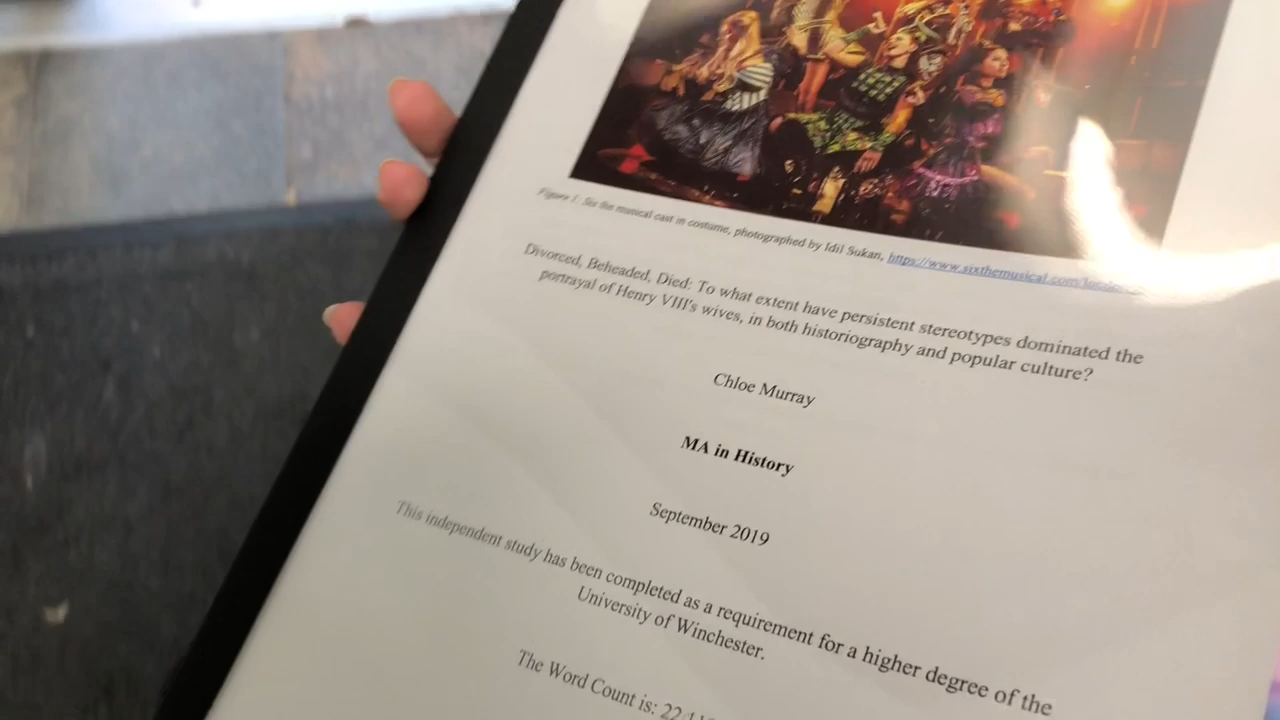 Figure 1. Six the musical cast in costume, photographed by Idil Sukan, https://www.sixthemusical.com/
Divorced, Beheaded, Died: To what extent have persistent stereotypes dominated the
portrayal of Henry VIII's wives, in both historiography and popular culture?
Chloe Murray
MA in History
September 2019
This independent study has been completed as a requirement for a higher degree of the
University of Winchester.
The Word Count is: